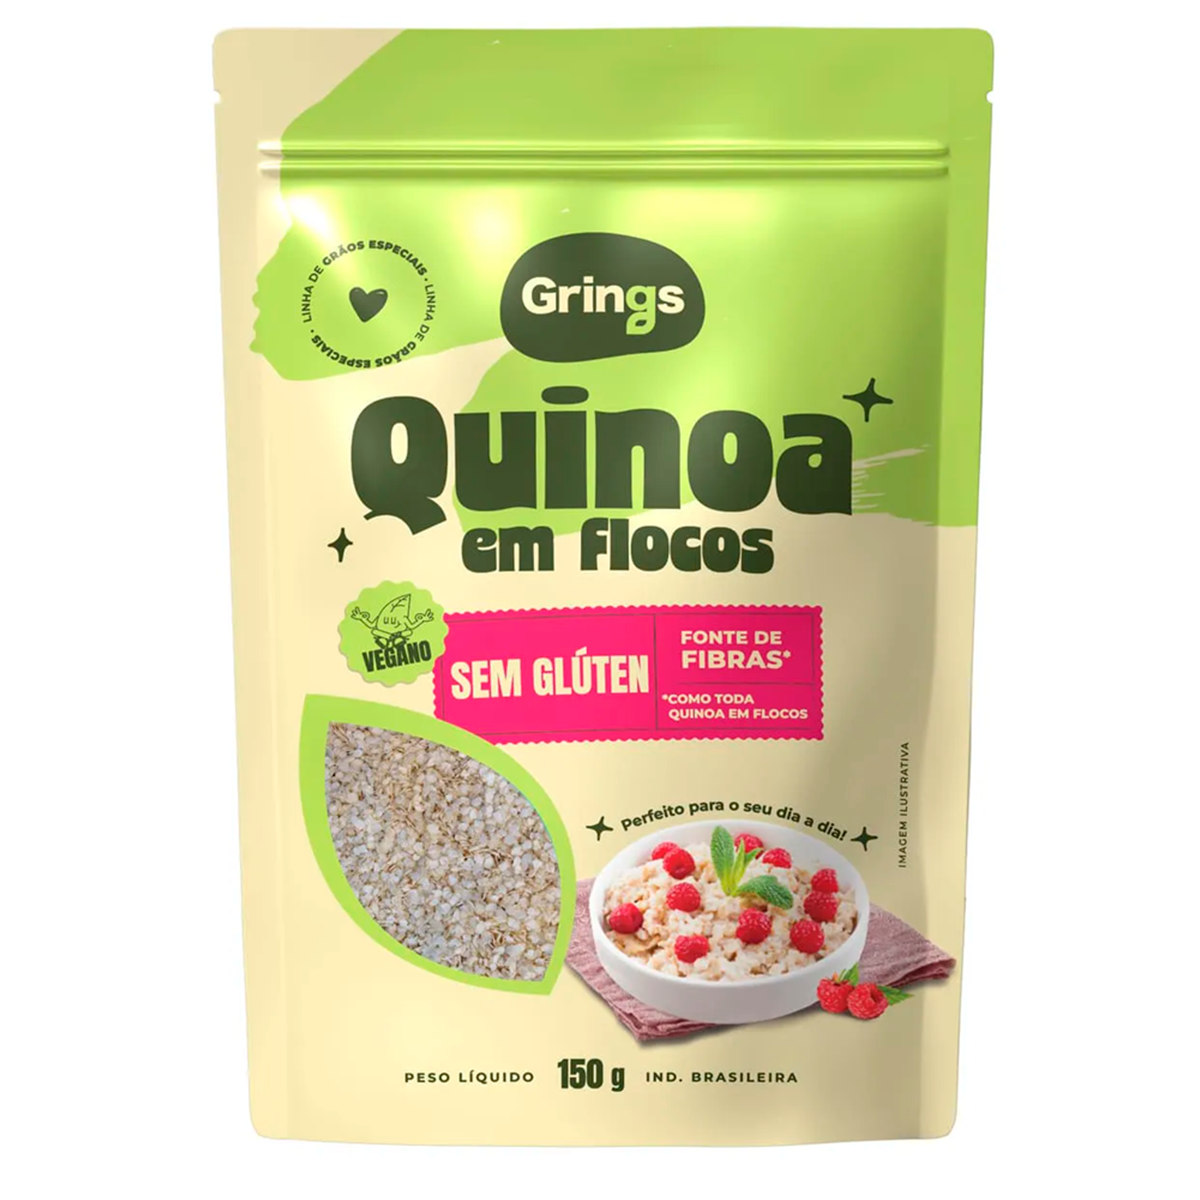 LINHA DE GRÃOS ESPECIAIS • LINHA DE GRÃOS ESPECIAIS •
Grings
Quinoa
em flocos
VEGANO
SEM GLÚTEN
FONTE DE
FIBRAS*
*COMO TODA
QUINOA EM FLOCOS
Perfeito para o seu dia a dia!
IMAGEM ILUSTRATIVA
PESO LÍQUIDO 150 g IND. BRASILEIRA